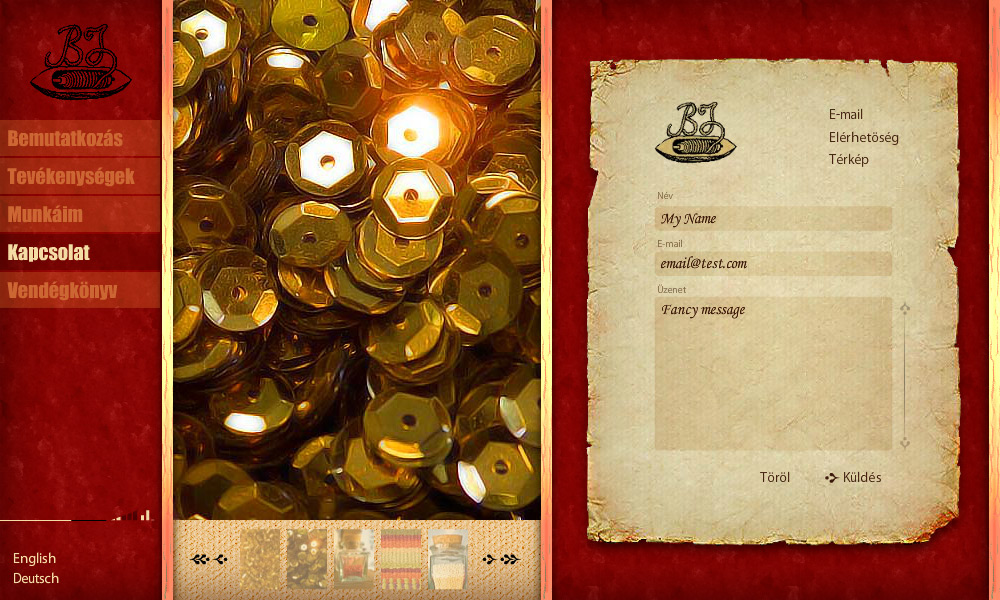 BJ
Bemutatkozás
Tevékenységek
Munkáim
Kapcsolat
Vendégkönyv
English
Deutsch
BJ
E-mail
Elérhetöség
Térkép
Név
My Name
E-mail
email@test.com
Üzenet
Fancy message
Töröl
Küldés